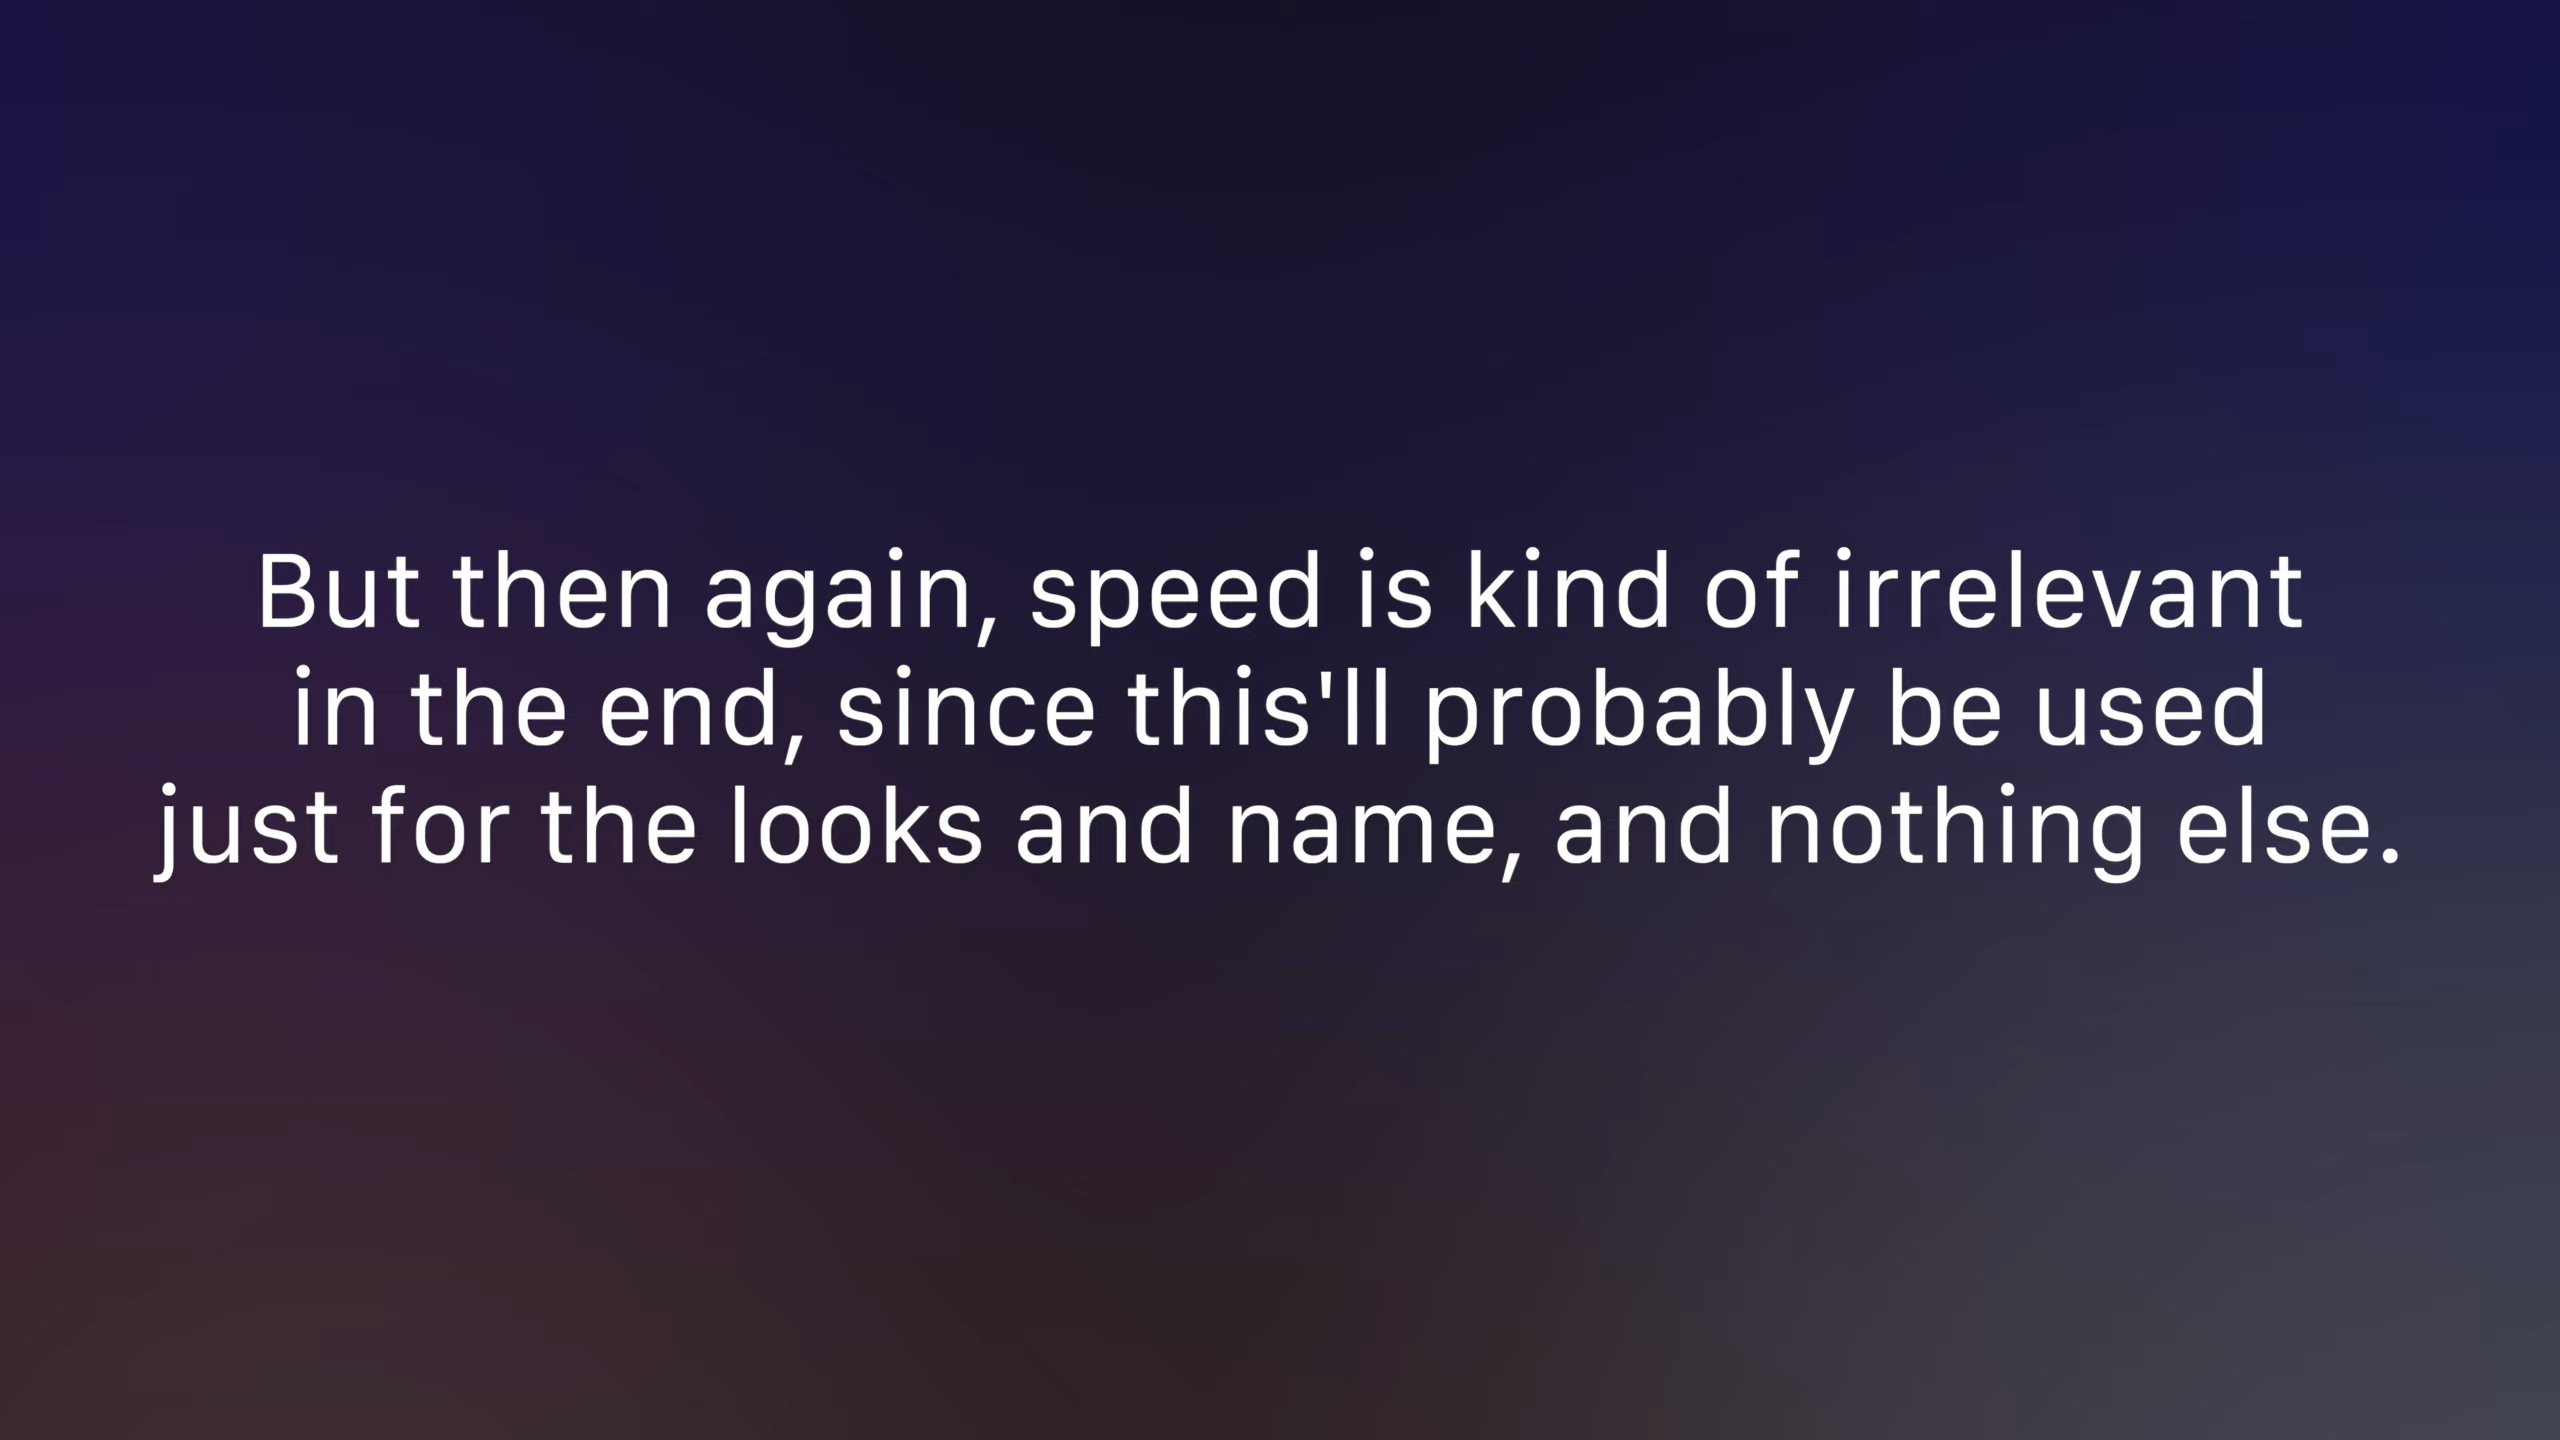 But then again, speed is kind of irrelevant
in the end, since this'll probably be used
just for the looks and name, and nothing else.